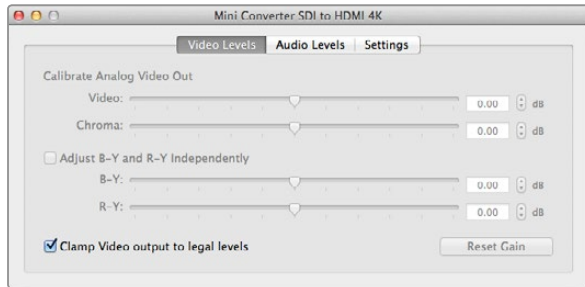 Mini Converter SDI to HDMI 4K
Video Levels Audio Levels Settings
Calibrate Analog Video Out
Video: 0.00 dB
Chroma: 0.00 dB
Adjust B-Y and R-Y Independently
B-Y: 0.00 dB
R-Y: 0.00 dB
Clamp Video output to legal levels Reset Gain